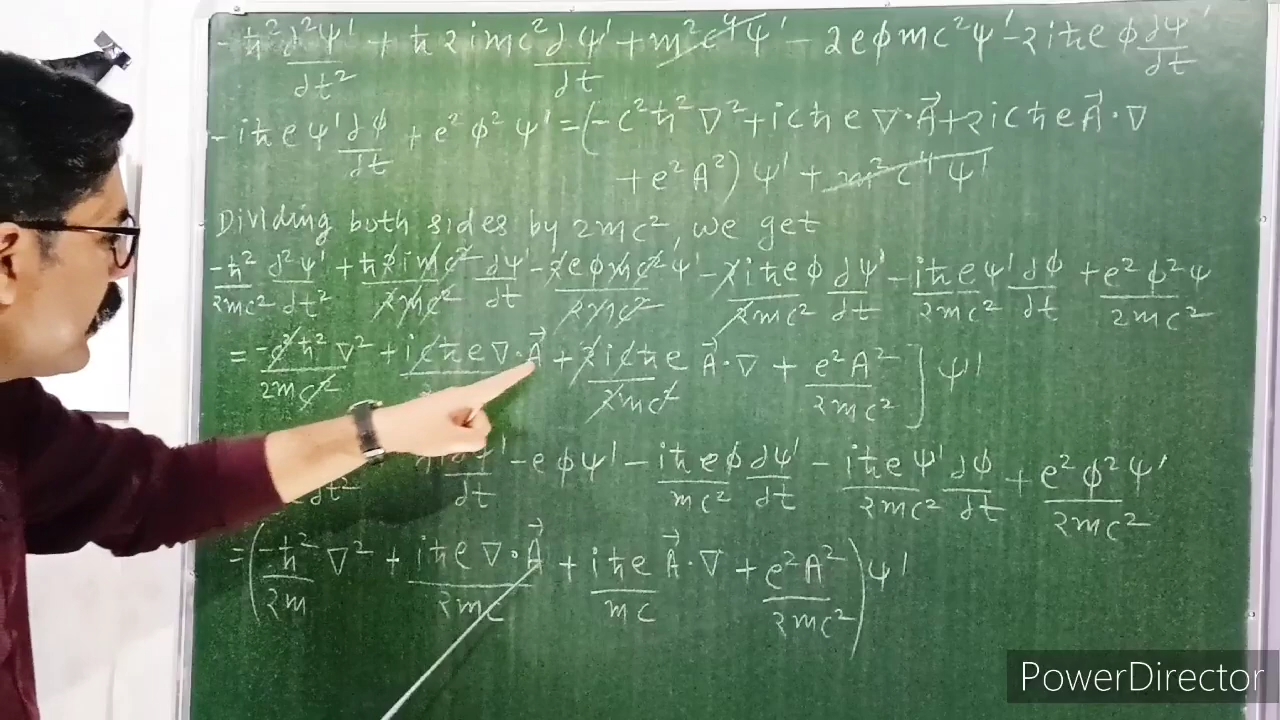 -ħ² d²ψ'/dt² + ħ2imc² dψ'/dt + m²c⁴ψ' - 2eφmc²ψ' - 2iħeφ dψ'/dt
-iħeψ' dφ/dt + e²φ²ψ' = (-c²ħ²∇² + icħe∇·A⃗ + 2icħeA⃗·∇
+ e²A²)ψ' + m²c⁴ψ'
Dividing both sides by 2mc², we get
-ħ²/2mc² d²ψ'/dt² + ħ2imc²/2mc² dψ'/dt - 2eφmc²/2mc² ψ' - 2iħeφ/2mc² dψ'/dt - iħeψ'/2mc² dφ/dt + e²φ²ψ/2mc²
= -c²ħ²/2mc² ∇² + icħe∇·A⃗ + 2icħe/2mc² A⃗·∇ + e²A²/2mc² ]ψ'
dt² dψ'/dt - eφψ' - iħeφ/mc² dψ'/dt - iħeψ'/2mc² dφ/dt + e²φ²ψ'/2mc²
= (-ħ²/2m ∇² + iħe∇·A⃗/2mc + iħe/mc A⃗·∇ + e²A²/2mc²)ψ'
PowerDirector